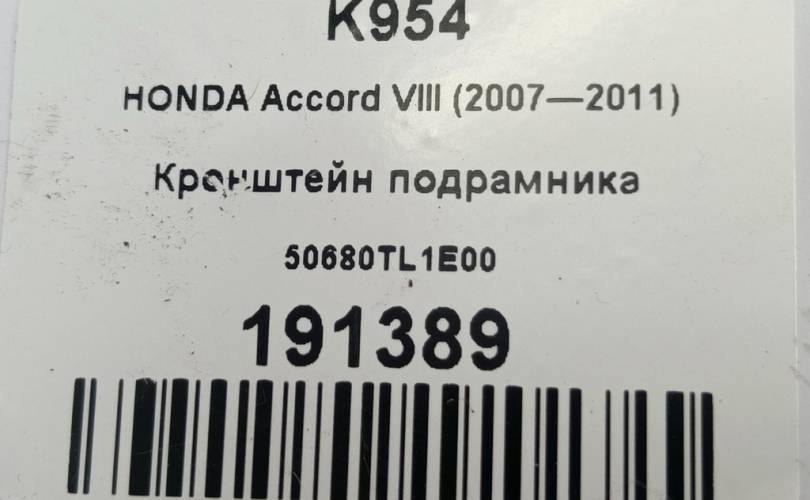 K954
HONDA Accord VIII (2007—2011)
Кронштейн подрамника
50680TL1E00
191389